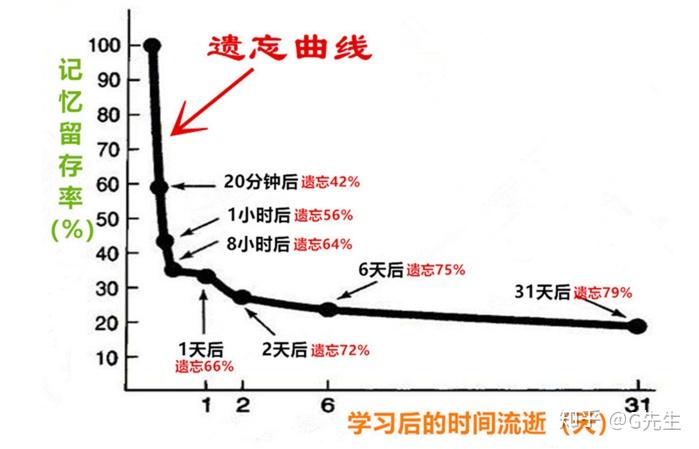 遗忘曲线
记忆留存率(%)
100
90
80
70
60
50
40
30
20
10
20分钟后 遗忘42%
1小时后 遗忘56%
8小时后 遗忘64%
6天后 遗忘75%
31天后 遗忘79%
1天后
遗忘66%
2天后 遗忘72%
1 2 6 31
学习后的时间流逝(天)
知乎 @G先生